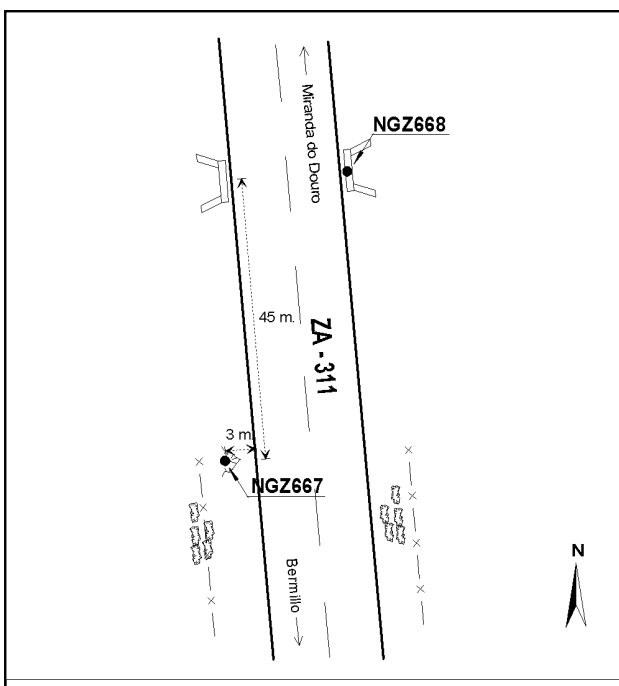 Miranda do Douro
NGZ668
45 m.
ZA - 311
3 m.
NGZ667
Bermillo
N